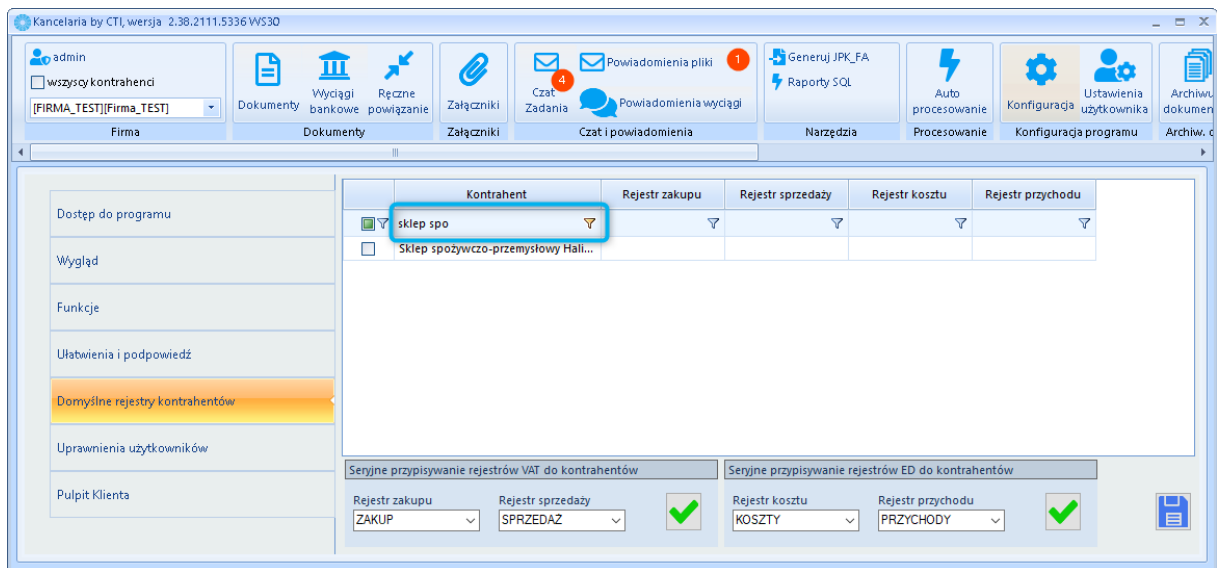 Kancelaria by CTI, wersja 2.38.2111.5336 WS30
admin
wszyscy kontrahenci
[FIRMA_TEST][Firma_TEST]
Firma
Dokumenty
Wyciągi bankowe
Ręczne powiązanie
Dokumenty
Załączniki
Załączniki
Czat Zadania
4
Powiadomienia pliki
1
Powiadomienia wyciągi
Czat i powiadomienia
Generuj JPK_FA
Raporty SQL
Narzędzia
Auto procesowanie
Procesowanie
Konfiguracja
Ustawienia użytkownika
Konfiguracja programu
Archiwu
dokumen
Archiw. d
Dostęp do programu
Wygląd
Funkcje
Ułatwienia i podpowiedź
Domyślne rejestry kontrahentów
Uprawnienia użytkowników
Pulpit Klienta
Kontrahent Rejestr zakupu Rejestr sprzedaży Rejestr kosztu Rejestr przychodu
sklep spo
Sklep spożywczo-przemysłowy Hali...
Seryjne przypisywanie rejestrów VAT do kontrahentów
Rejestr zakupu Rejestr sprzedaży
ZAKUP SPRZEDAŻ
Seryjne przypisywanie rejestrów ED do kontrahentów
Rejestr kosztu Rejestr przychodu
KOSZTY PRZYCHODY